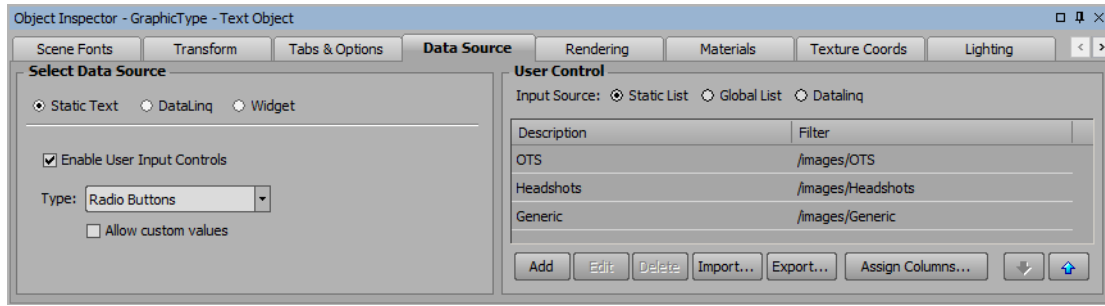 Object Inspector - GraphicType - Text Object
Scene Fonts Transform Tabs & Options Data Source Rendering Materials Texture Coords Lighting
Select Data Source
Static Text DataLinq Widget
Enable User Input Controls
Type: Radio Buttons
Allow custom values
User Control
Input Source: Static List Global List Datalinq
Description Filter
OTS /images/OTS
Headshots /images/Headshots
Generic /images/Generic
Add Edit Delete Import... Export... Assign Columns...